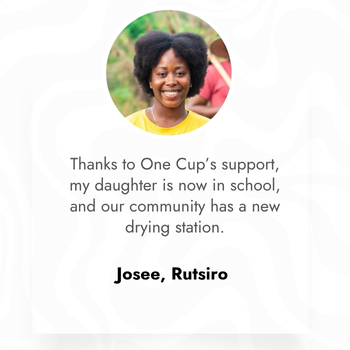 Thanks to One Cup's support,
my daughter is now in school,
and our community has a new
drying station.
Josee, Rutsiro